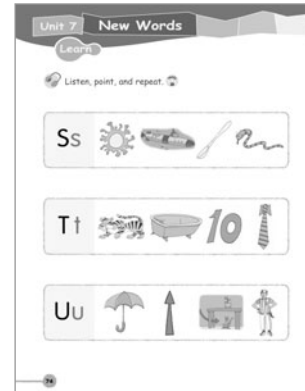 Unit 7 New Words
Learn
Listen, point, and repeat.
Ss
Tt
10
Uu
74